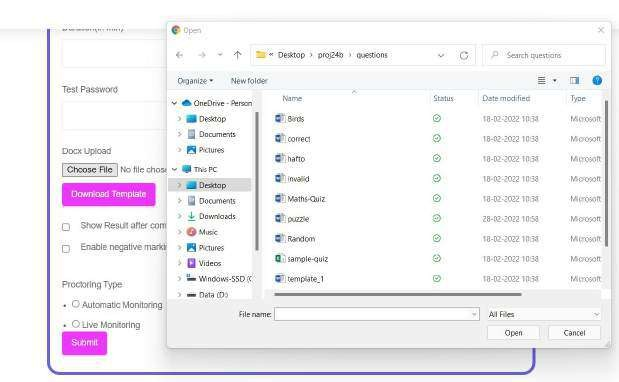 Duration(in min)
Open
« Desktop > proj24b > questions
Search questions
Organize
New folder
Test Password
Docx Upload
Choose File No file chose
Download Template
Show Result after com
Enable negative markin
Proctoring Type
Automatic Monitoring
Live Monitoring
Submit
OneDrive - Person
Desktop
Documents
Pictures
This PC
Desktop
Documents
Downloads
Music
Pictures
Videos
Windows-SSD (C
Data (D:)
Name Status Date modified Type
Birds 18-02-2022 10:38 Microsoft
correct 18-02-2022 10:38 Microsoft
hafto 18-02-2022 10:38 Microsoft
invalid 18-02-2022 10:38 Microsoft
Maths-Quiz 18-02-2022 10:38 Microsoft
puzzle 28-02-2022 10:58 Microsoft
Random 18-02-2022 10:38 Microsoft
sample-quiz 18-02-2022 10:38 Microsoft
template_1 18-02-2022 10:38 Microsoft
File name:
All Files
Open
Cancel